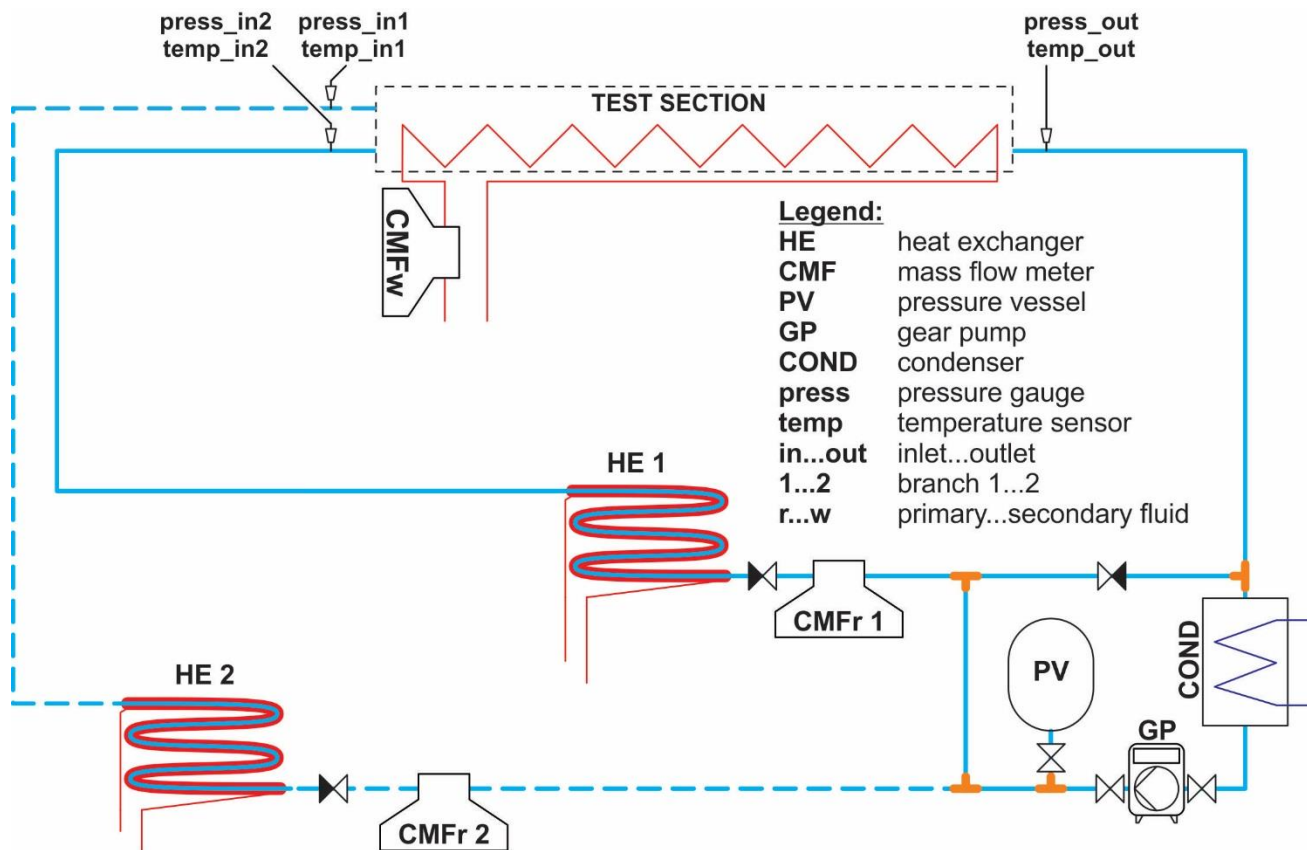 press_in2 press_in1 press_out
temp_in2 temp_in1 temp_out
TEST SECTION
CMFw
Legend:
HE heat exchanger
CMF mass flow meter
PV pressure vessel
GP gear pump
COND condenser
press pressure gauge
temp temperature sensor
in...out inlet...outlet
1...2 branch 1...2
r...w primary...secondary fluid
HE 1
CMFr 1
HE 2
PV
COND
GP
CMFr 2